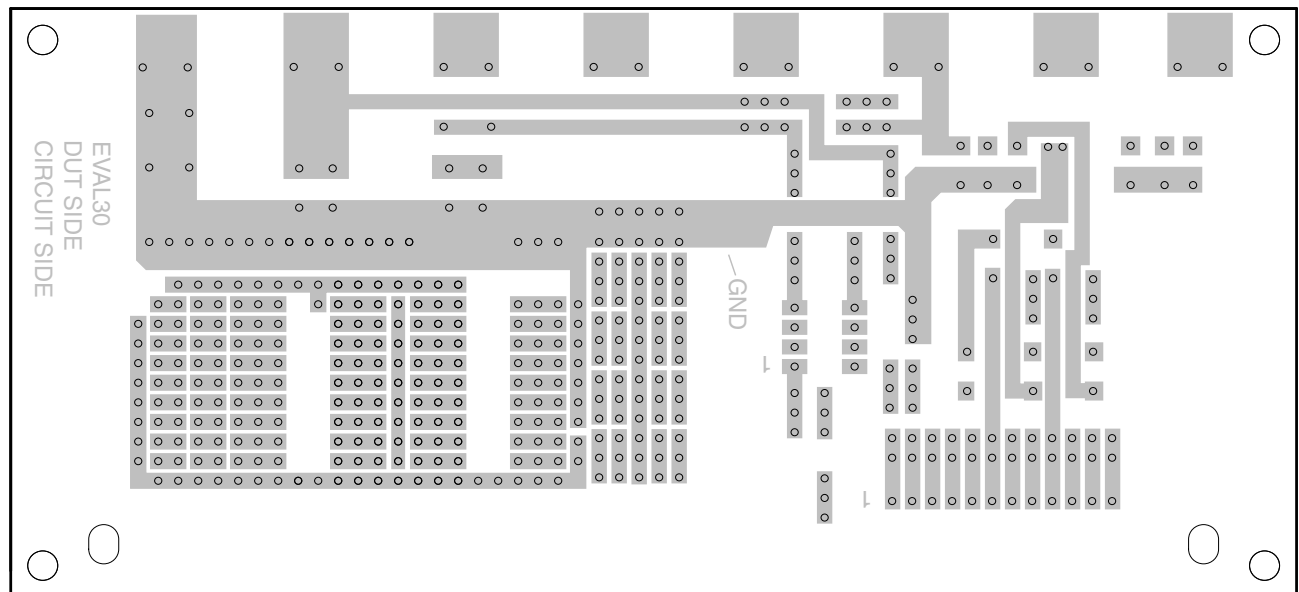 EVAL30
DUT SIDE
CIRCUIT SIDE
GND
1
1